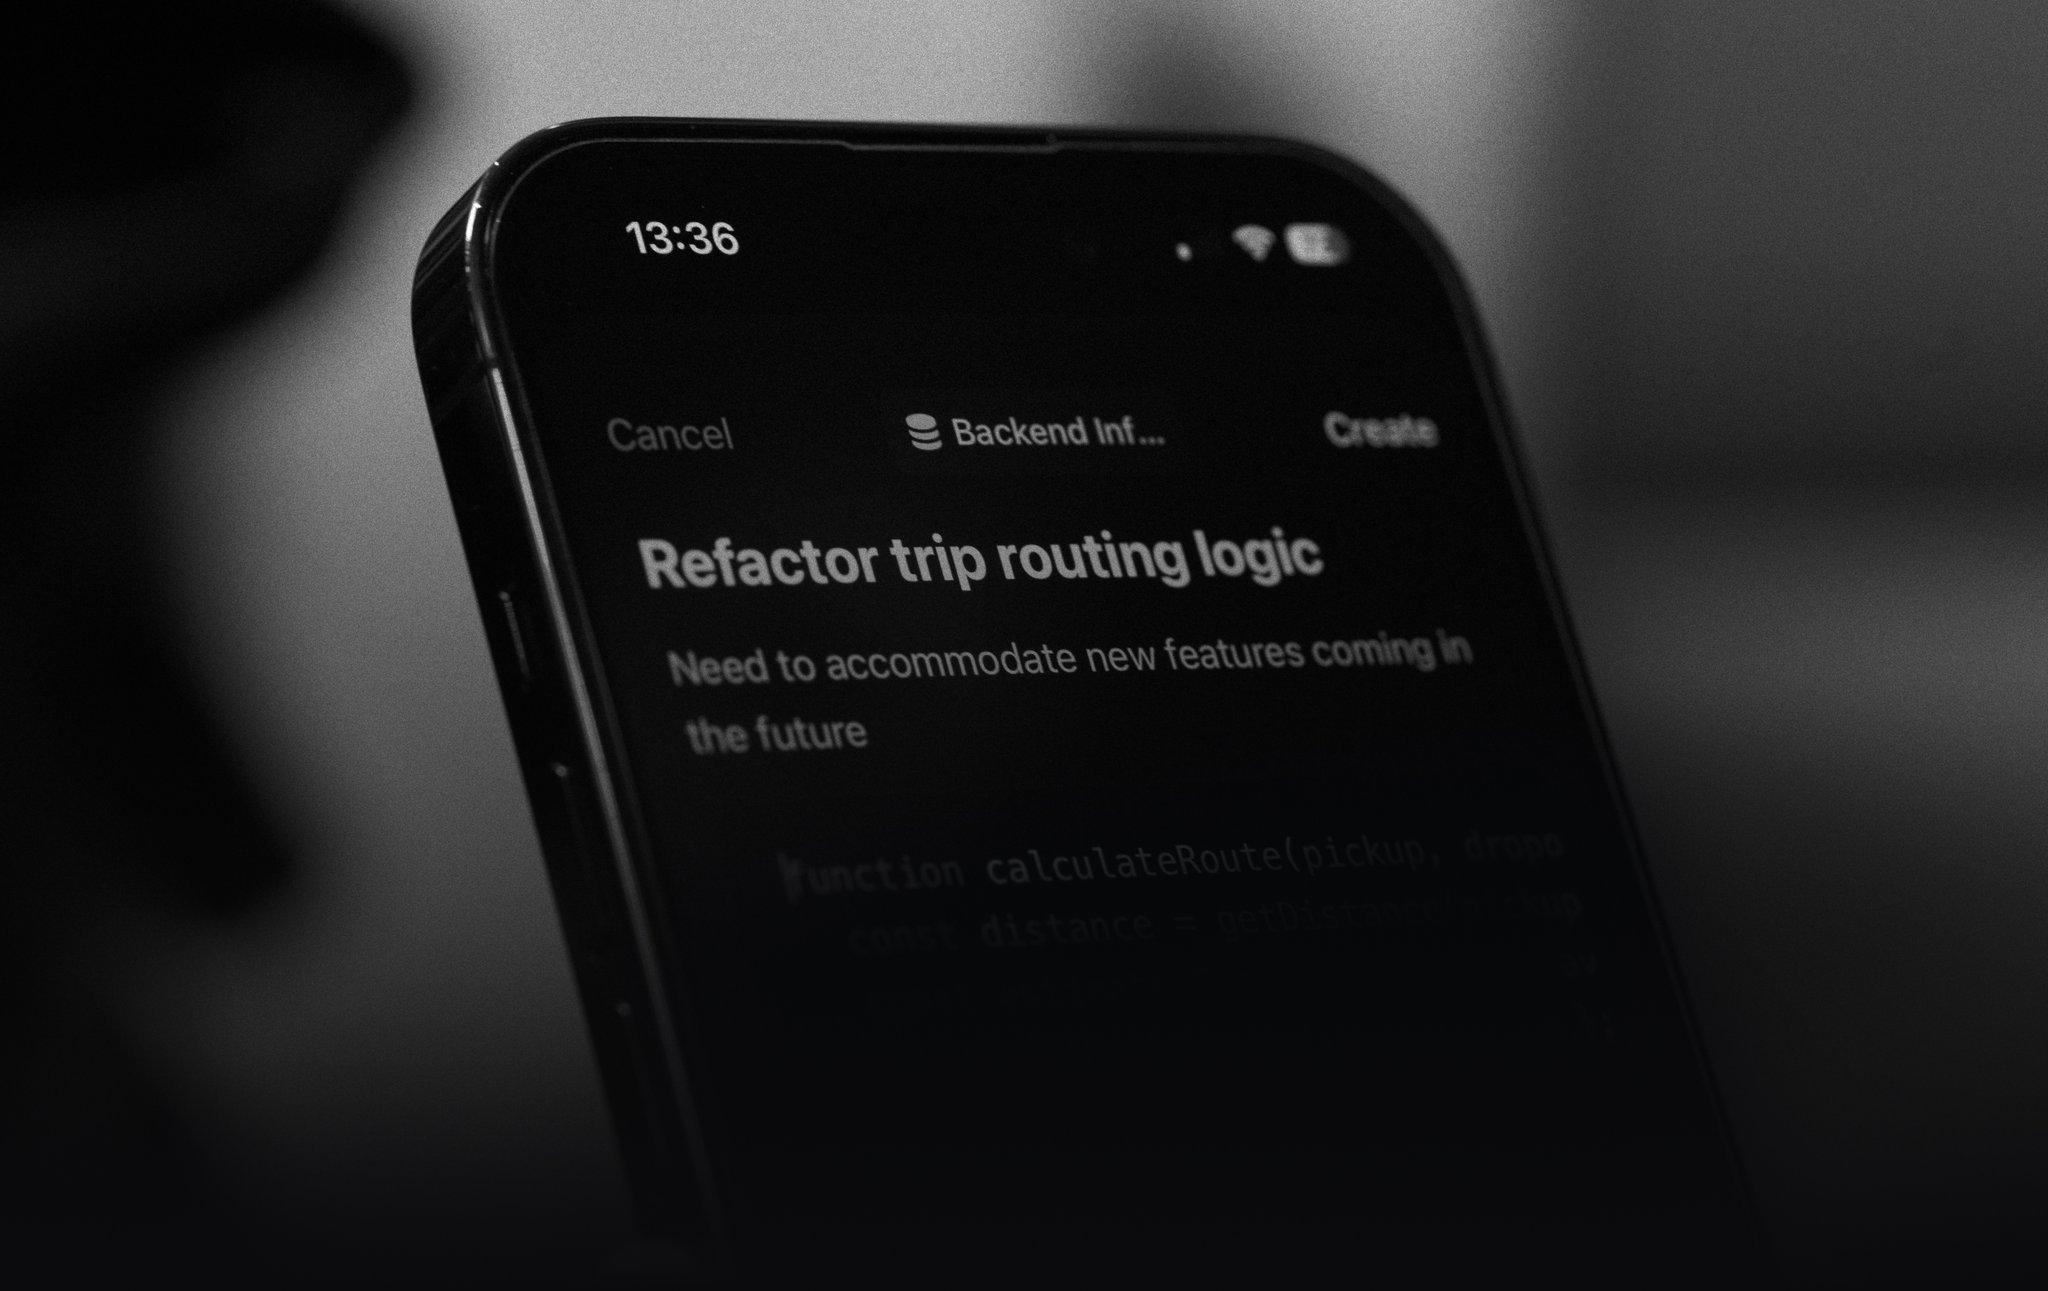 13:36
Cancel
Backend Inf...
Create
Refactor trip routing logic
Need to accommodate new features coming in
the future
function calculateRoute(pickup, dropo
const distance = getDistance(pickup